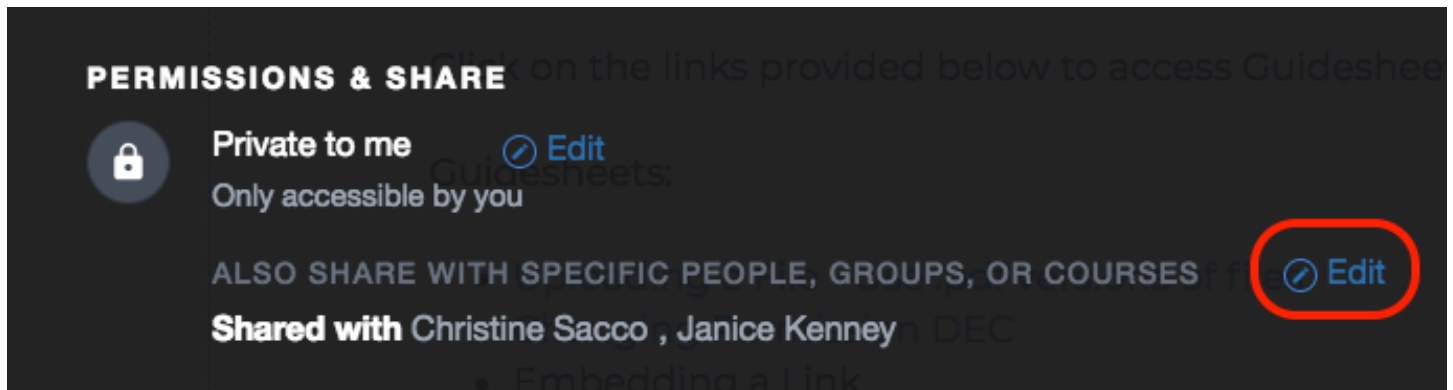 Click on the links provided below to access Guideshee
PERMISSIONS & SHARE
Private to me Edit
Guidesheets:
Only accessible by you
ALSO SHARE WITH SPECIFIC PEOPLE, GROUPS, OR COURSES Edit
Shared with Christine Sacco , Janice Kenney
DEC
Embedding a Link